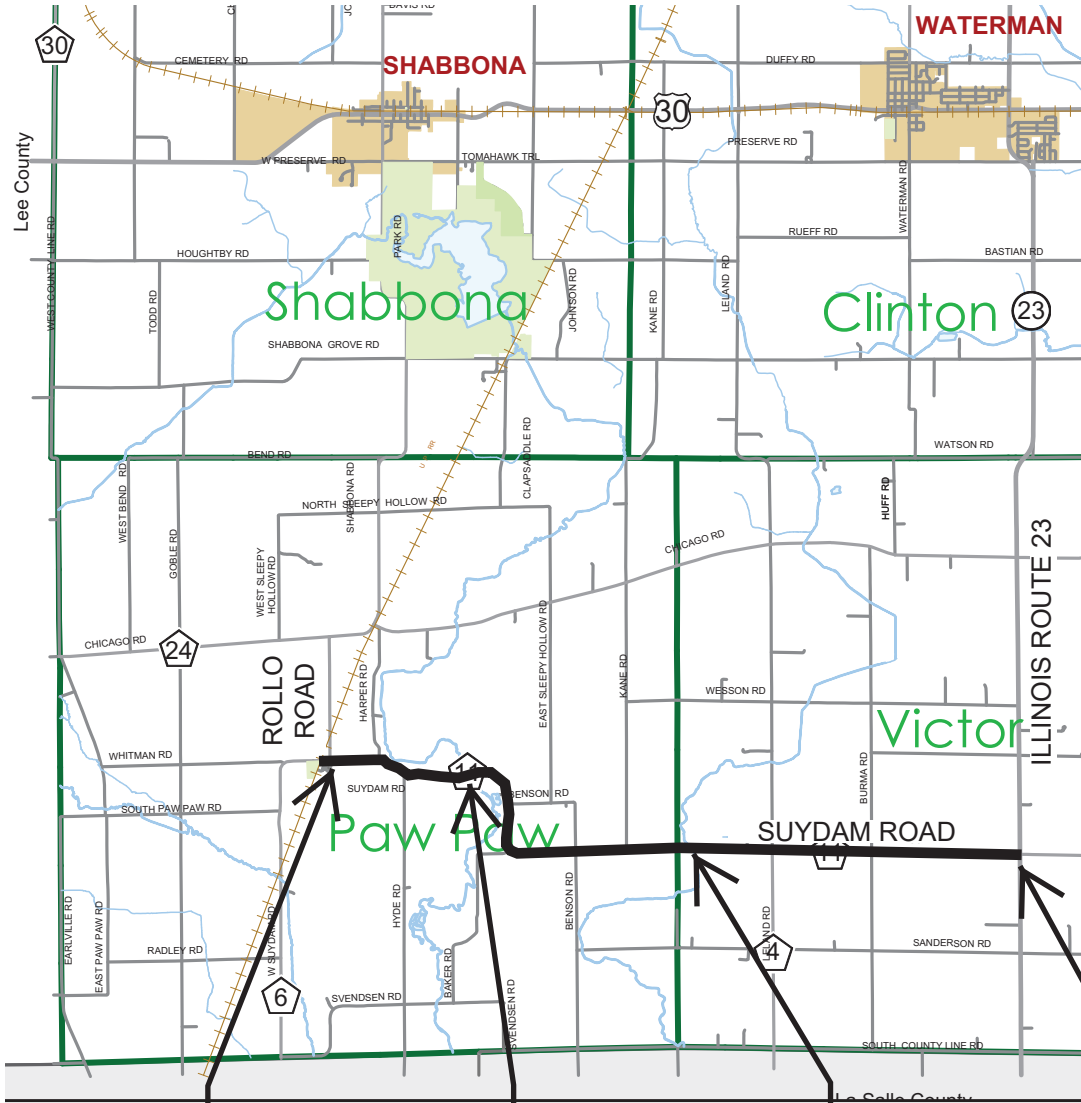 DAVIS RD
WATERMAN
30
CEMETERY RD
SHABBONA
DUFFY RD
30
W PRESERVE RD
TOMAHAWK TRL
PRESERVE RD
Lee County
WEST COUNTY LINE RD
HOUGHTBY RD
PARK RD
TODD RD
JOHNSON RD
KANE RD
LELAND RD
RUEFF RD
WATERMAN RD
BASTIAN RD
Shabbona
Clinton
23
SHABBONA GROVE RD
CLAPSADDLE RD
WATSON RD
BEND RD
U P RR
WEST BEND RD
GOBLE RD
SHABBONA RD
NORTH SLEEPY HOLLOW RD
HUFF RD
CHICAGO RD
WEST SLEEPY
HOLLOW RD
ILLINOIS ROUTE 23
CHICAGO RD
24
ROLLO
ROAD
HARPER RD
EAST SLEEPY HOLLOW RD
KANE RD
WESSON RD
Victor
WHITMAN RD
11
SUYDAM RD
BENSON RD
BURMA RD
SOUTH PAW PAW RD
Paw Paw
SUYDAM ROAD
11
EARLVILLE RD
EAST PAW PAW RD
RADLEY RD
W SUYDAM RD
HYDE RD
BAKER RD
BENSON RD
LELAND RD
4
SANDERSON RD
6
SVENDSEN RD
SVENDSEN RD
SOUTH COUNTY LINE RD
La Salle County